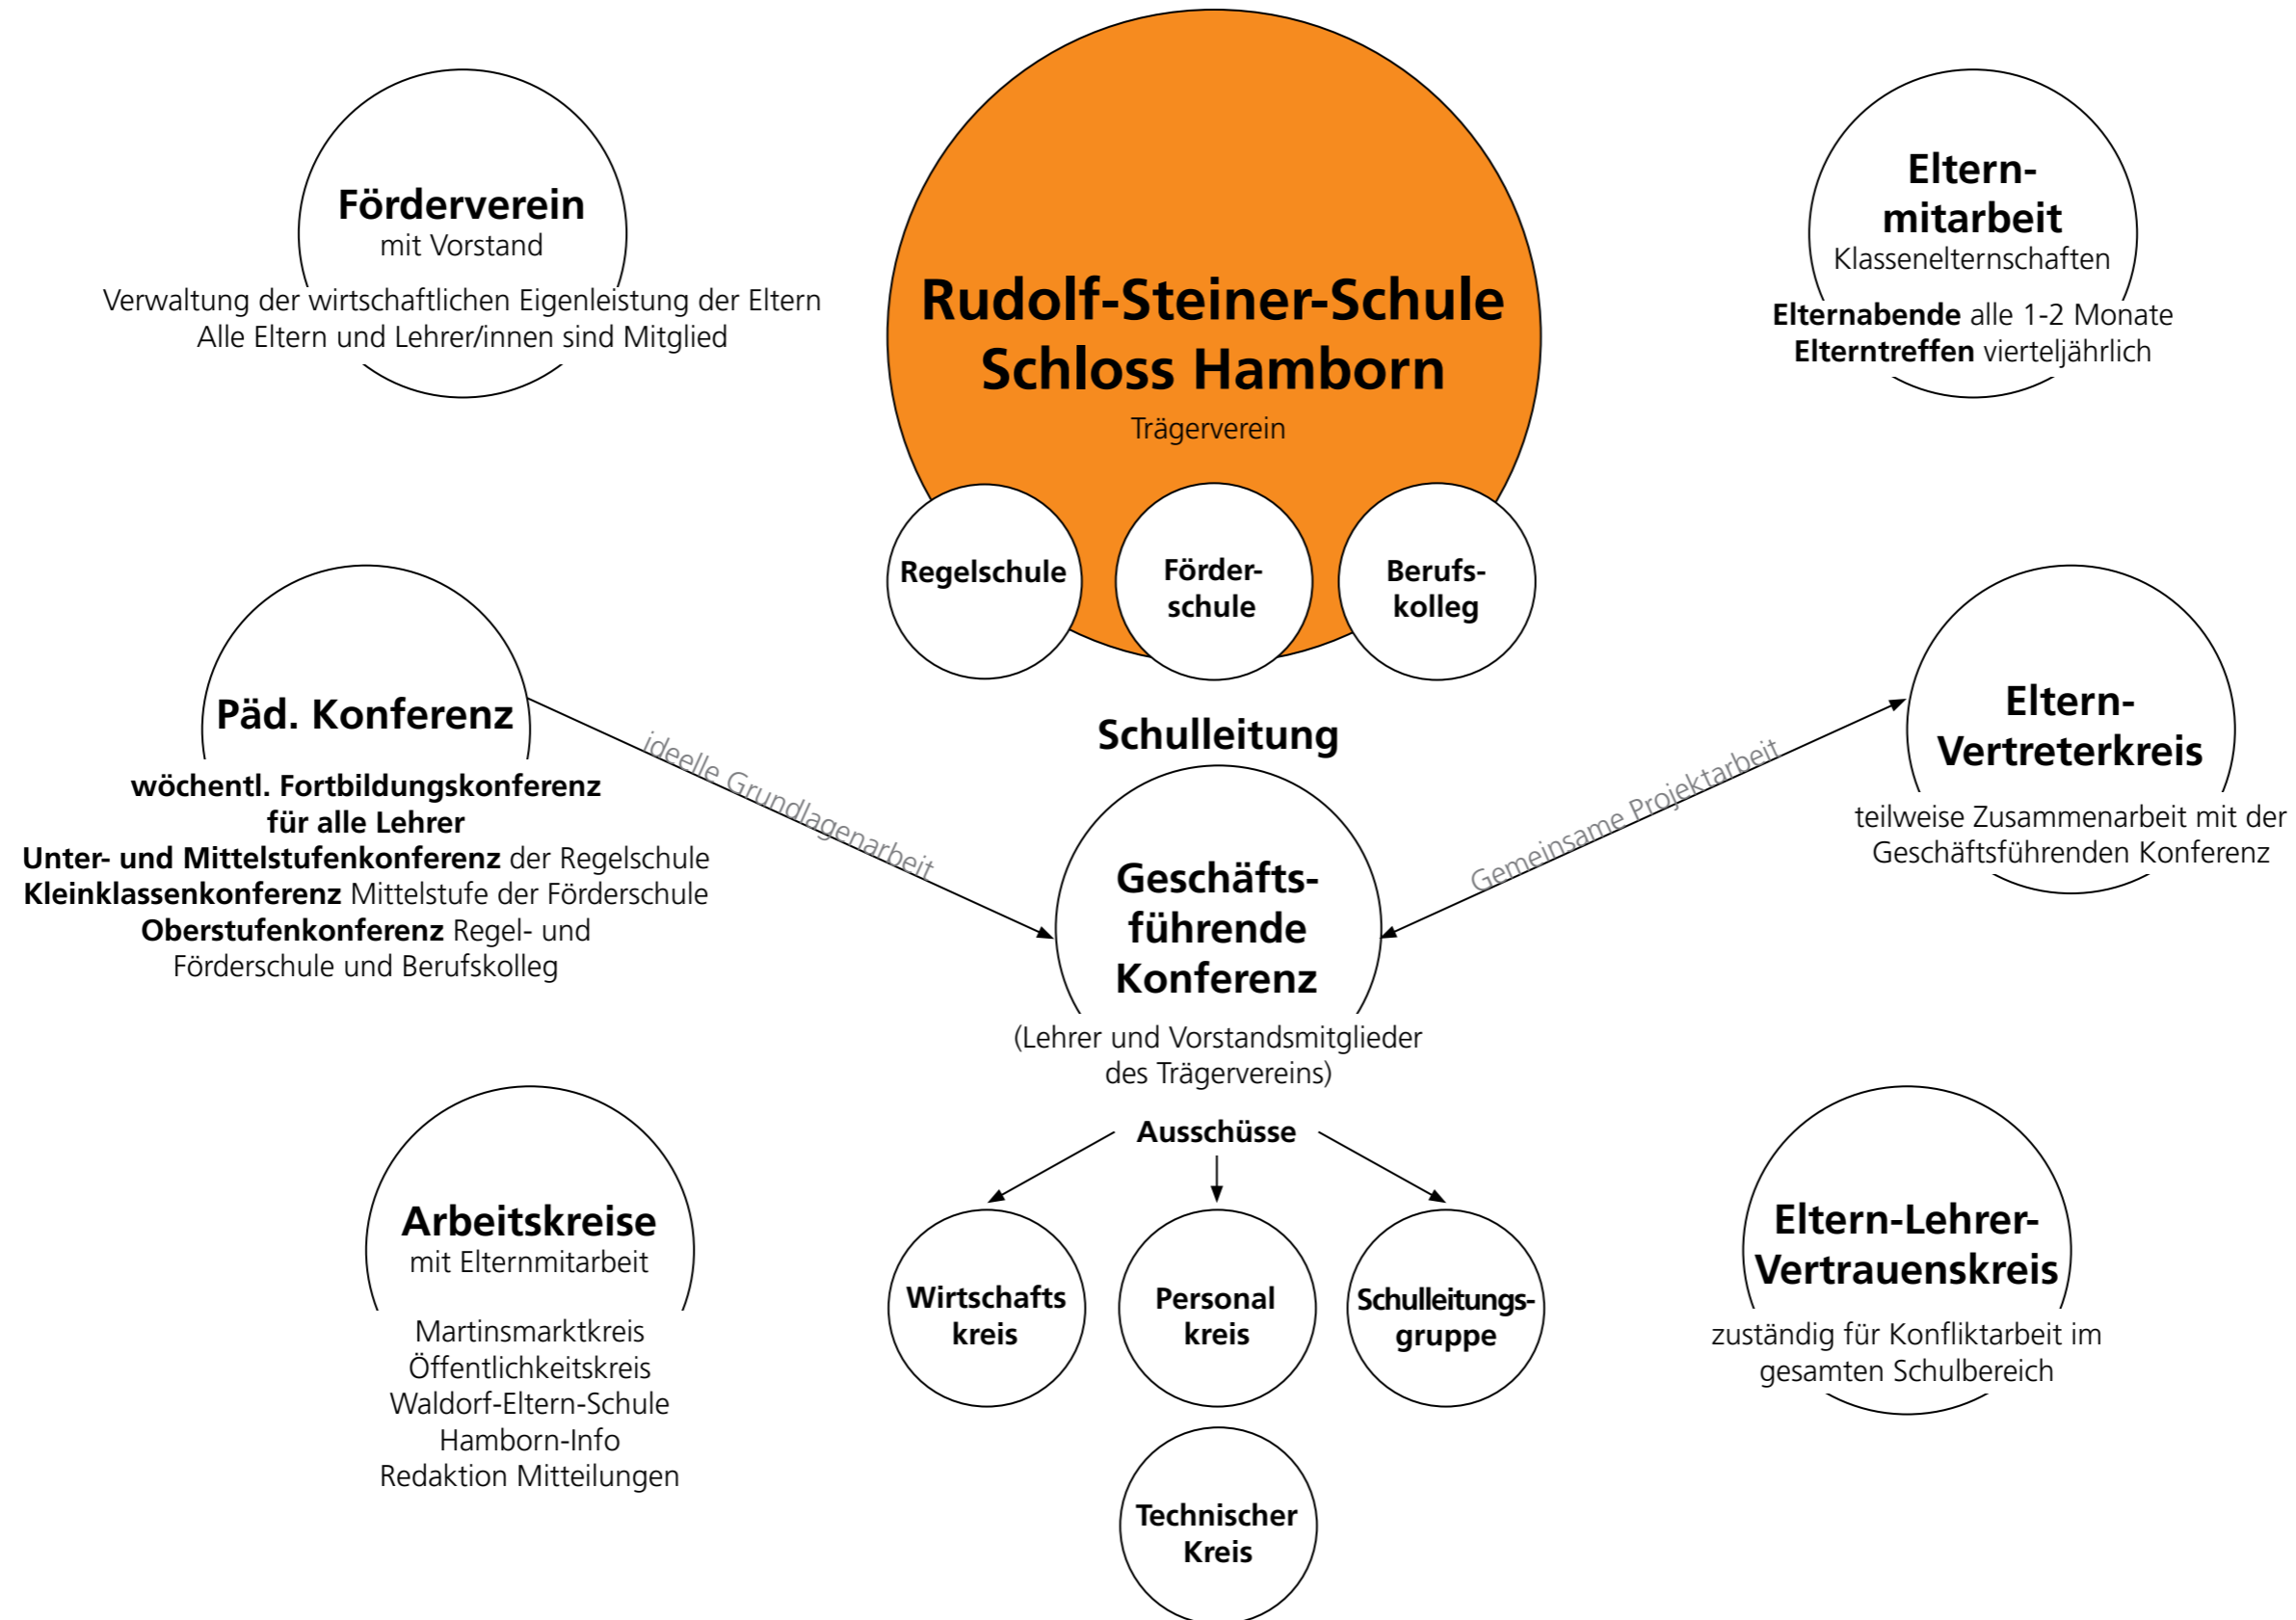 Förderverein
mit Vorstand
Verwaltung der wirtschaftlichen Eigenleistung der Eltern
Alle Eltern und Lehrer/innen sind Mitglied
Rudolf-Steiner-Schule
Schloss Hamborn
Trägerverein
Regelschule
Förder-
schule
Berufs-
kolleg
Eltern-
mitarbeit
Klassenelternschaften
Elternabende alle 1-2 Monate
Elterntreffen vierteljährlich
Päd. Konferenz
wöchentl. Fortbildungskonferenz
für alle Lehrer
Unter- und Mittelstufenkonferenz der Regelschule
Kleinklassenkonferenz Mittelstufe der Förderschule
Oberstufenkonferenz Regel- und
Förderschule und Berufskolleg
ideelle Grundlagenarbeit
Schulleitung
Geschäfts-
führende
Konferenz
(Lehrer und Vorstandsmitglieder
des Trägervereins)
Gemeinsame Projektarbeit
Eltern-
Vertreterkreis
teilweise Zusammenarbeit mit der
Geschäftsführenden Konferenz
Arbeitskreise
mit Elternmitarbeit
Martinsmarktkreis
Öffentlichkeitskreis
Waldorf-Eltern-Schule
Hamborn-Info
Redaktion Mitteilungen
Ausschüsse
Wirtschafts
kreis
Personal
kreis
Schulleitungs-
gruppe
Technischer
Kreis
Eltern-Lehrer-
Vertrauenskreis
zuständig für Konfliktarbeit im
gesamten Schulbereich